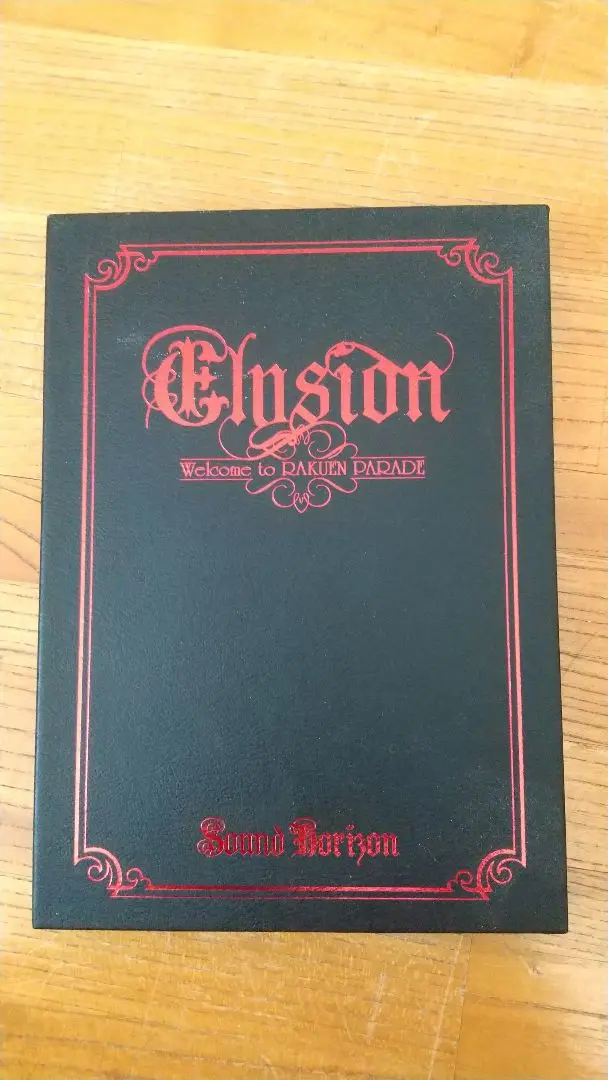 Elysion
Welcome to RAKUEN PARADE
Sound Horizon